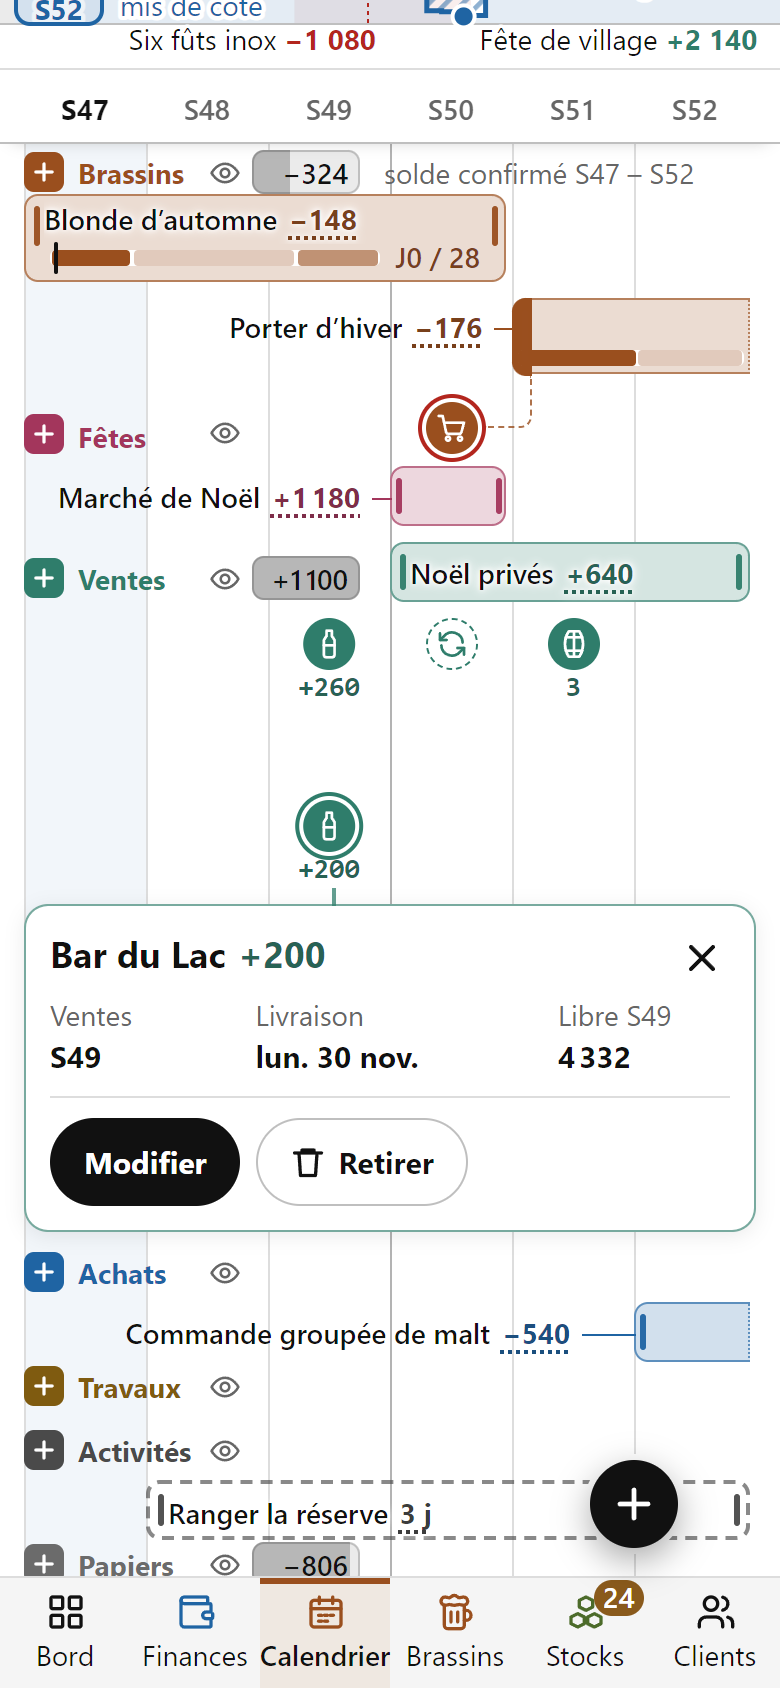 S52 mis de côté
Six fûts inox −1 080 Fête de village +2 140
S47 S48 S49 S50 S51 S52
Brassins −324 solde confirmé S47 – S52
Blonde d’automne −148
J0 / 28
Porter d’hiver −176
Fêtes
Marché de Noël +1 180
Ventes +1 100 Noël privés +640
+260 3
+200
Bar du Lac +200
Ventes Livraison Libre S49
S49 lun. 30 nov. 4 332
Modifier Retirer
Achats
Commande groupée de malt −540
Travaux
Activités
Ranger la réserve 3 j
Papiers −806
24
Bord Finances Calendrier Brassins Stocks Clients